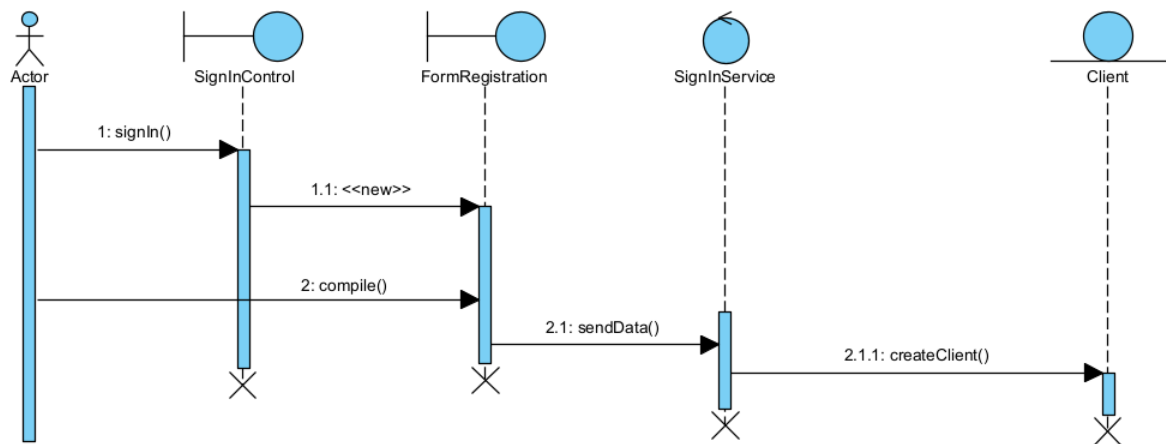 Actor
SignInControl
FormRegistration
SignInService
Client
1: signIn()
1.1: <<new>>
2: compile()
2.1: sendData()
2.1.1: createClient()